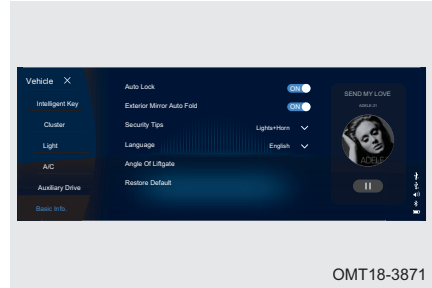 Vehicle
Intelligent Key
Cluster
Light
A/C
Auxiliary Drive
Basic Info.
Auto Lock ON
Exterior Mirror Auto Fold ON
Security Tips Lights+Horn
Language English
Angle Of Liftgate
Restore Default
SEND MY LOVE
ADELE-21
ADELE
OMT18-3871